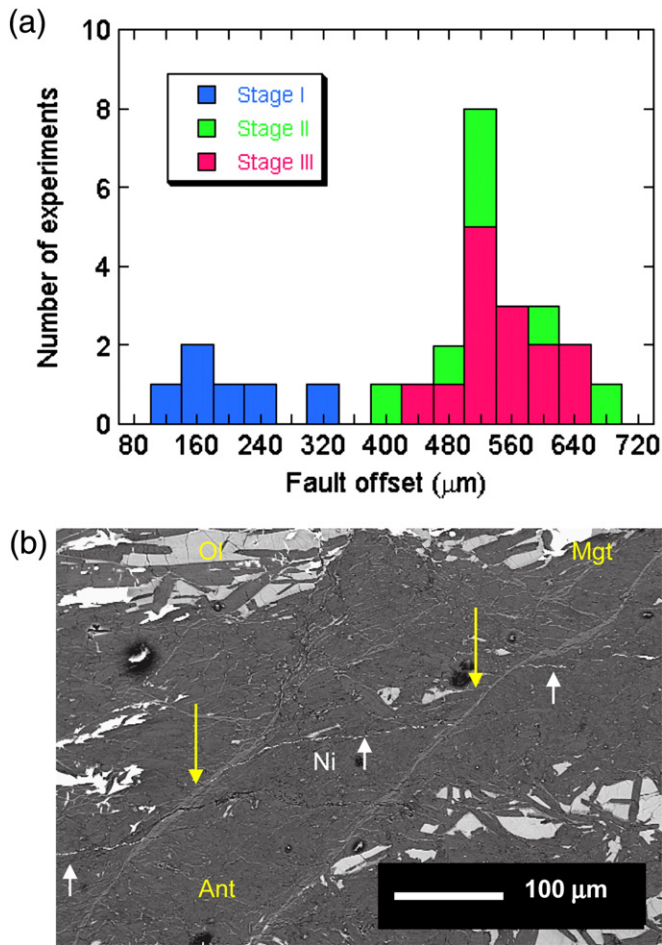 (a)
10
8
6
4
2
0
Number of experiments
Stage I
Stage II
Stage III
80 160 240 320 400 480 560 640 720
Fault offset (μm)
(b)
Ol
Mgt
Ni
Ant
100 μm